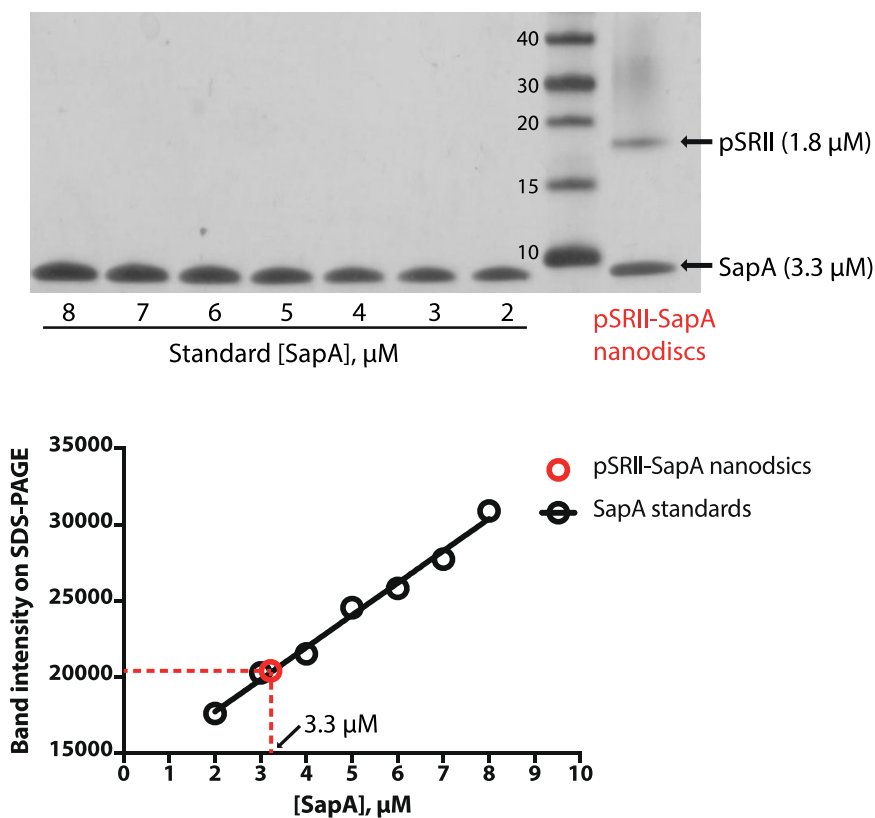 40
30
20
pSRII (1.8 µM)
15
10
SapA (3.3 µM)
8 7 6 5 4 3 2
Standard [SapA], µM
pSRII-SapA
nanodiscs
35000
30000
25000
20000
15000
Band intensity on SDS-PAGE
pSRII-SapA nanodsics
SapA standards
3.3 µM
0 1 2 3 4 5 6 7 8 9 10
[SapA], µM